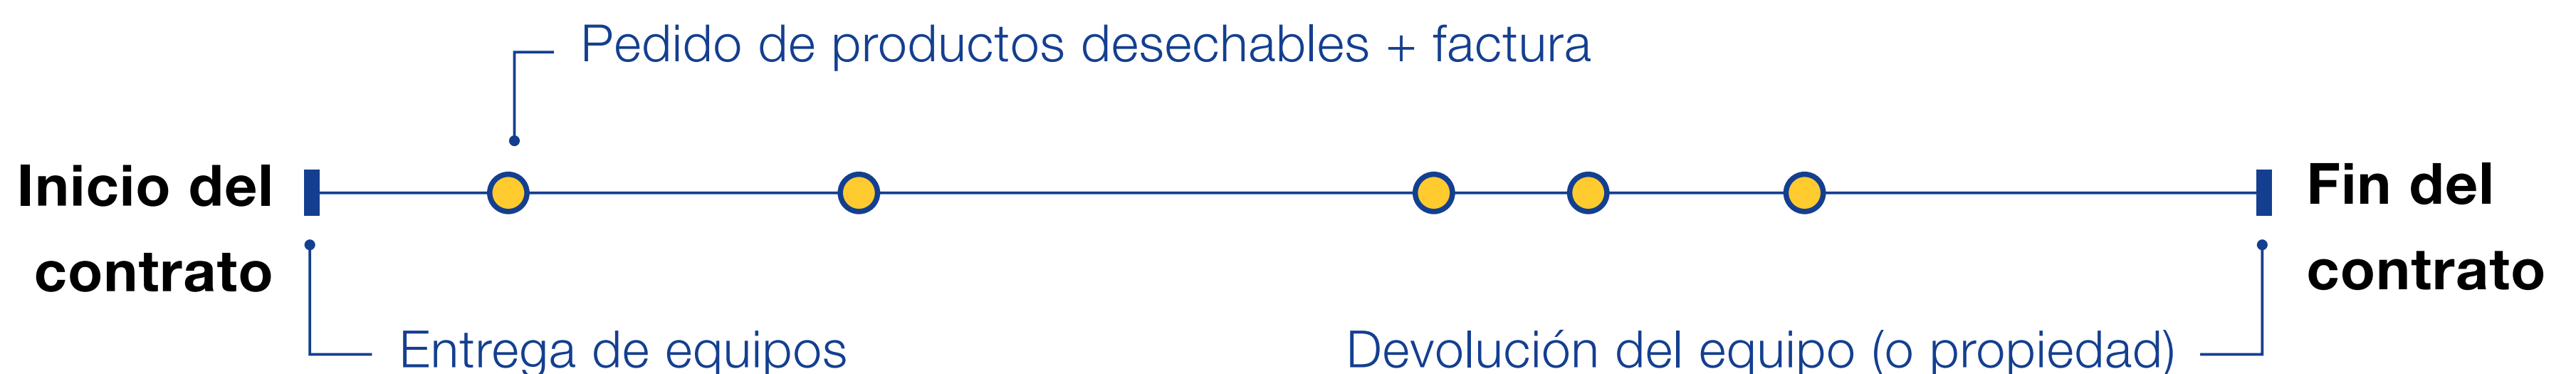 Pedido de productos desechables + factura
Inicio del
contrato
Fin del
contrato
Entrega de equipos
Devolución del equipo (o propiedad)